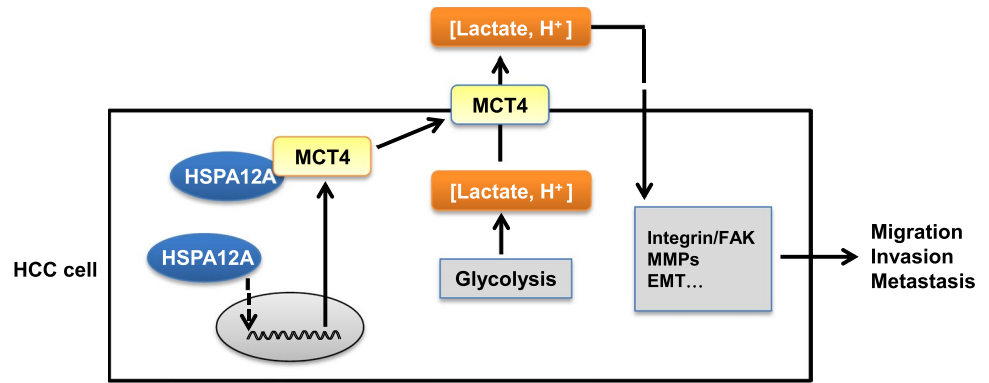 [Lactate, H⁺ ]
MCT4
MCT4
HSPA12A
[Lactate, H⁺ ]
HSPA12A
Glycolysis
HCC cell
Integrin/FAK
MMPs
EMT...
Migration
Invasion
Metastasis